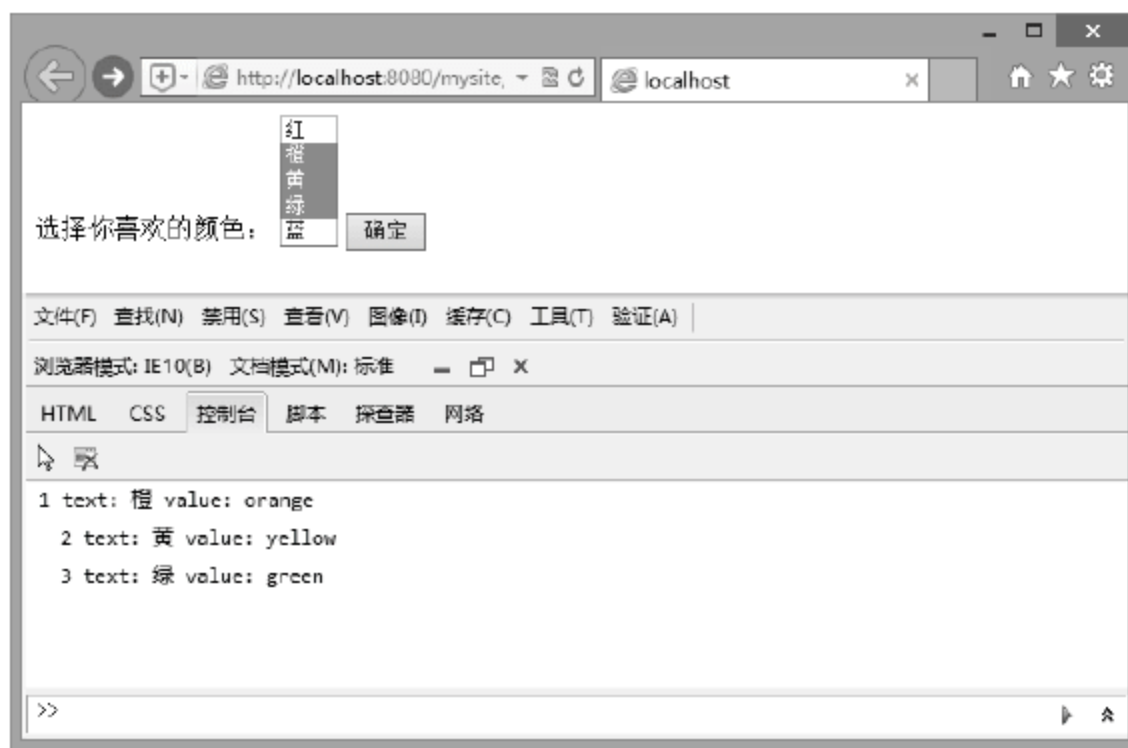 http://localhost:8080/mysite,
localhost
红
橙
黄
绿
蓝
选择你喜欢的颜色：
确定
文件(F) 查找(N) 禁用(S) 查看(V) 图像(I) 缓存(C) 工具(T) 验证(A)
浏览器模式: IE10(B) 文档模式(M): 标准
HTML CSS 控制台 脚本 探查器 网络
1 text: 橙 value: orange
2 text: 黄 value: yellow
3 text: 绿 value: green
>>